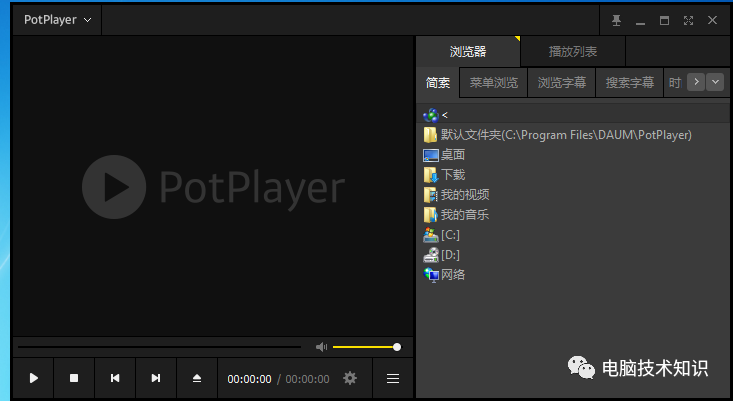 PotPlayer
浏览器 播放列表
简索 菜单浏览 浏览字幕 搜索字幕 时
<
默认文件夹(C:\Program Files\DAUM\PotPlayer)
桌面
下载
我的视频
我的音乐
[C:]
[D:]
网络
PotPlayer
00:00:00 / 00:00:00
电脑技术知识